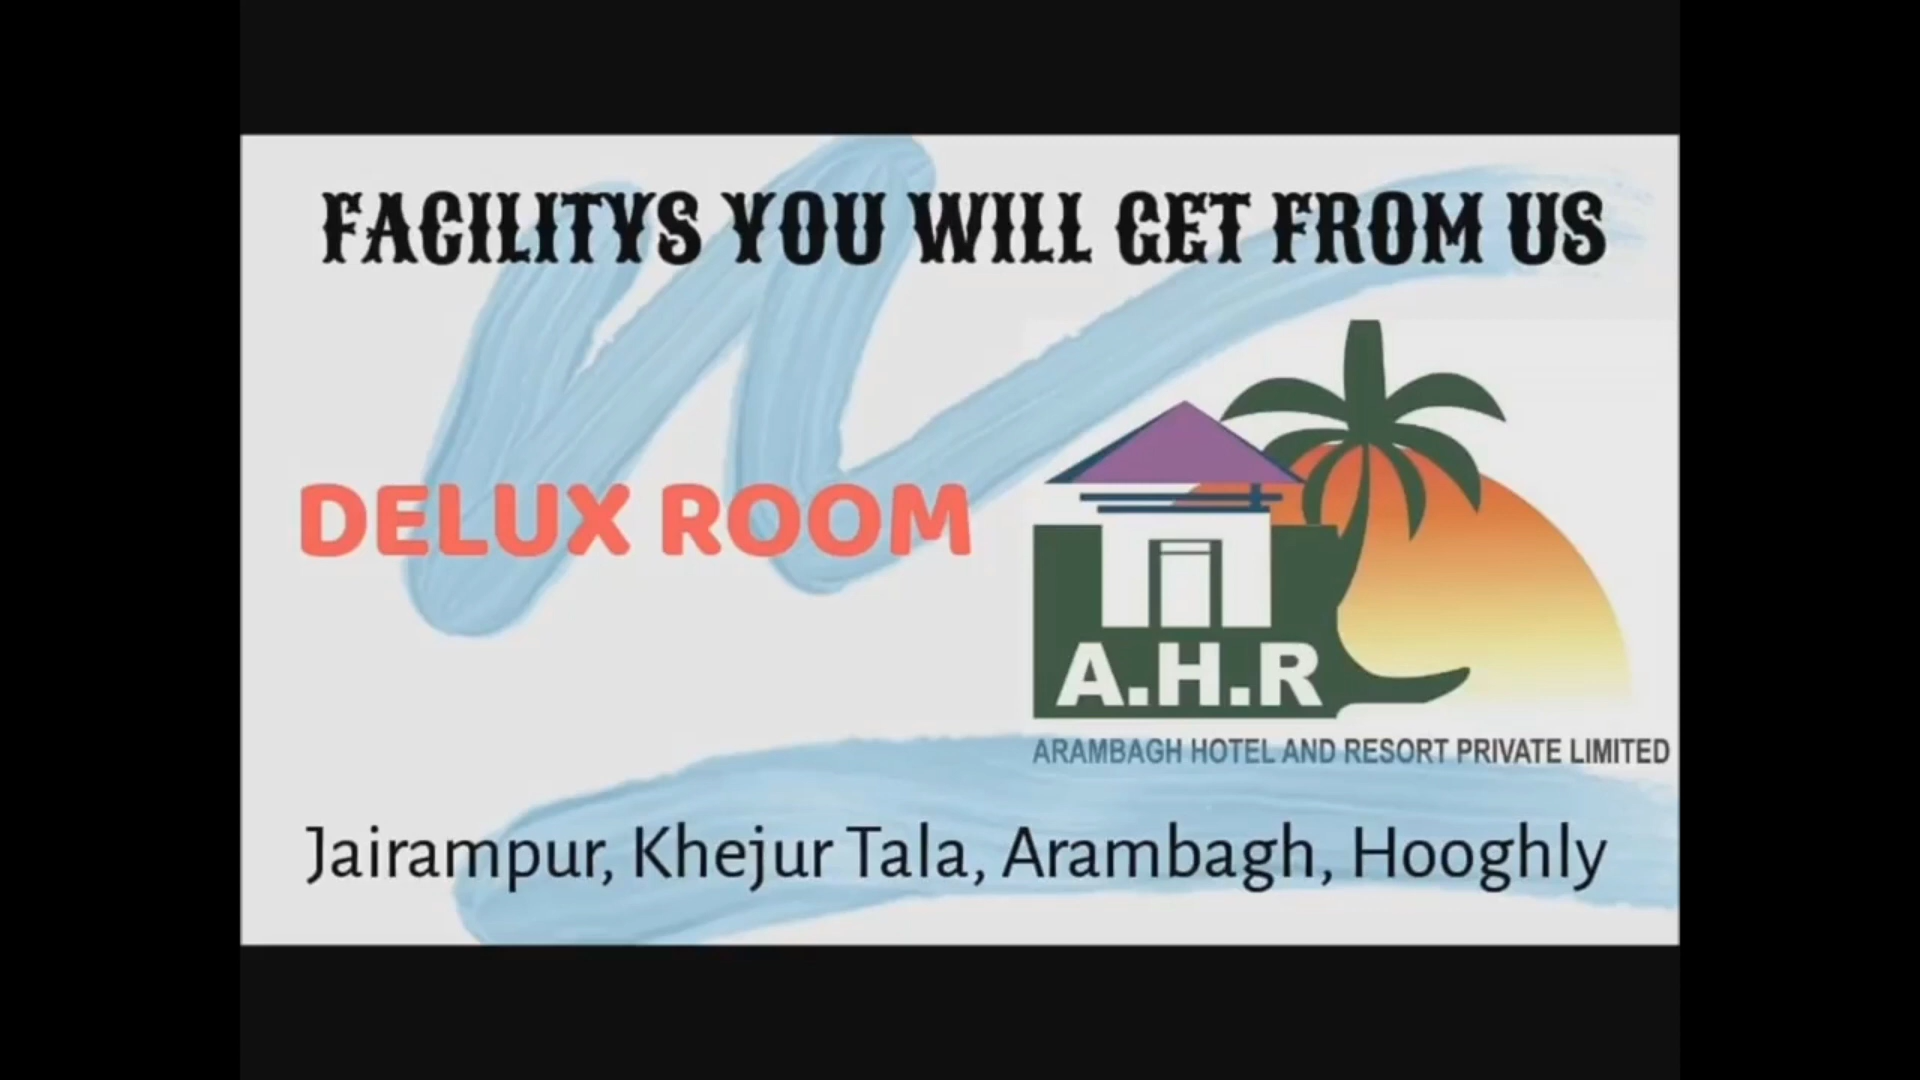 FACILITYS YOU WILL GET FROM US
DELUX ROOM
A.H.R
ARAMBAGH HOTEL AND RESORT PRIVATE LIMITED
Jairampur, Khejur Tala, Arambagh, Hooghly